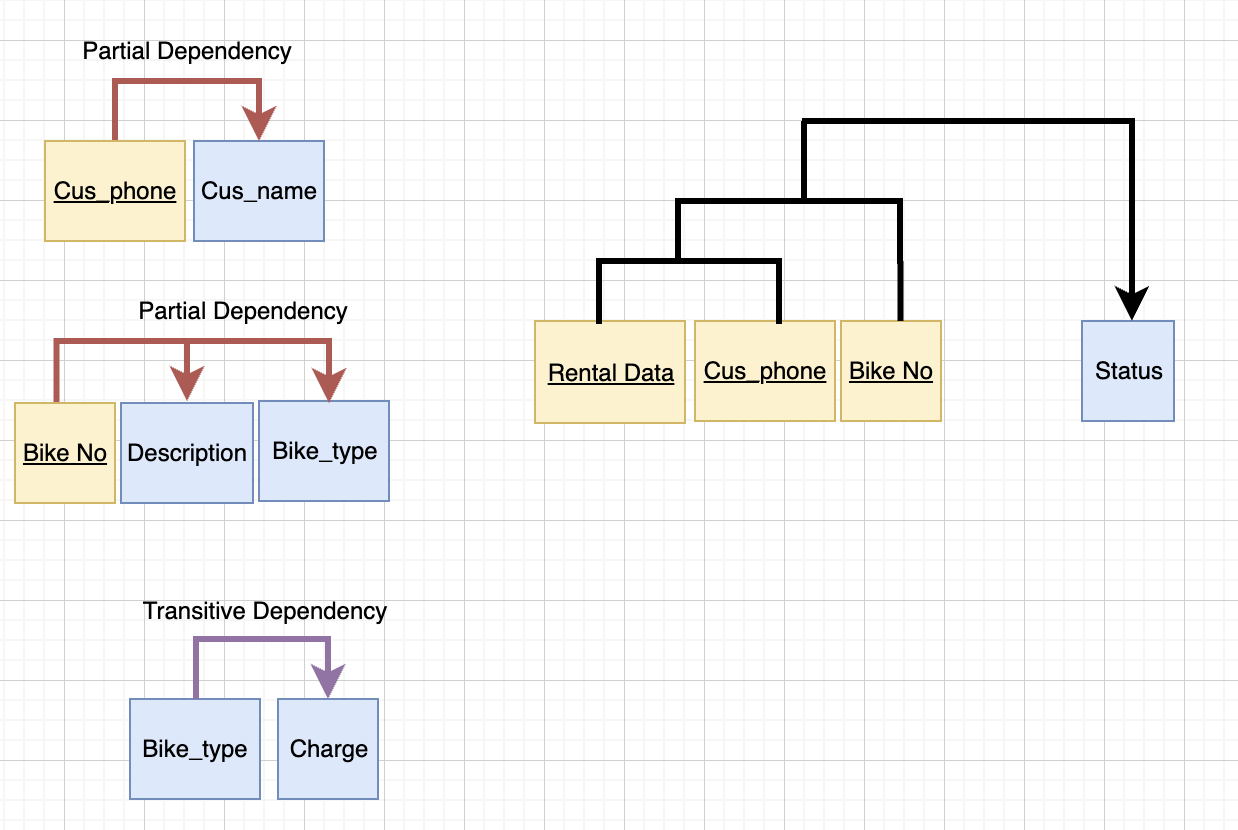 Partial Dependency
Cus_phone
Cus_name
Partial Dependency
Bike No
Description
Bike_type
Transitive Dependency
Bike_type
Charge
Rental Data
Cus_phone
Bike No
Status